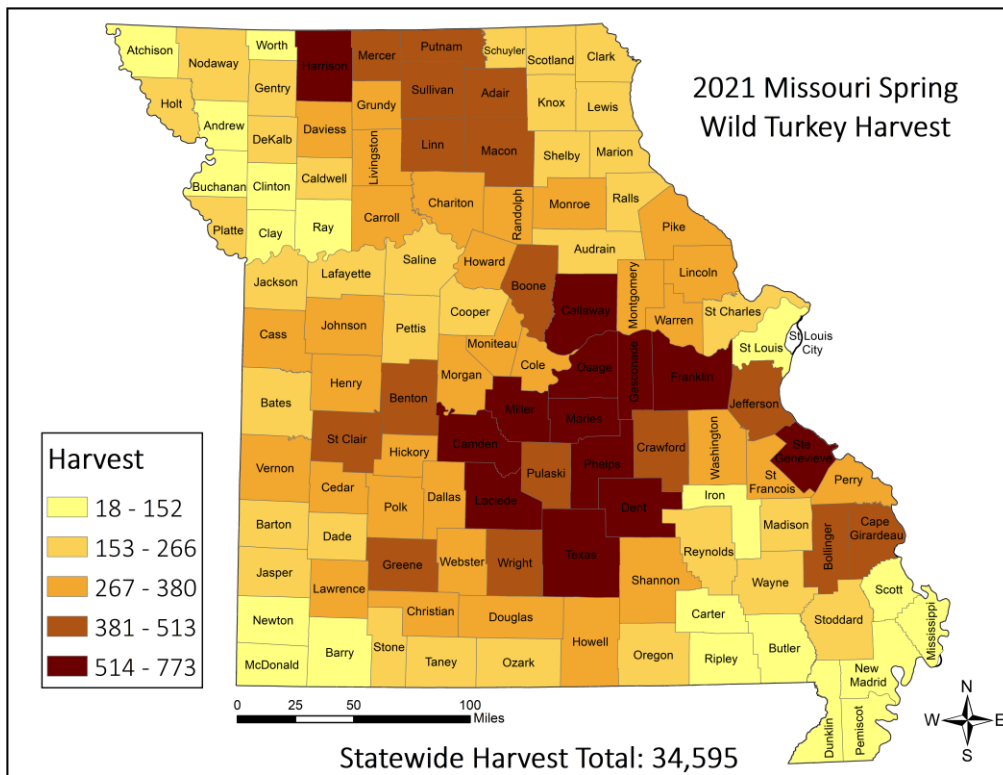 2021 Missouri Spring
Wild Turkey Harvest
Atchison
Nodaway
Worth
Harrison
Mercer
Putnam
Schuyler
Scotland
Clark
Gentry
Holt
Andrew
DeKalb
Daviess
Grundy
Sullivan
Adair
Knox
Lewis
Buchanan
Clinton
Caldwell
Livingston
Linn
Macon
Shelby
Marion
Platte
Clay
Ray
Carroll
Chariton
Randolph
Monroe
Ralls
Pike
Audrain
Jackson
Lafayette
Saline
Howard
Boone
Callaway
Montgomery
Lincoln
Warren
St Charles
St Louis
St Louis
City
Cass
Johnson
Pettis
Cooper
Moniteau
Cole
Osage
Gasconade
Franklin
Jefferson
Bates
Henry
Benton
Morgan
Miller
Maries
Camden
St Clair
Hickory
Pulaski
Phelps
Crawford
Washington
St
Francois
Ste
Genevieve
Perry
Vernon
Cedar
Polk
Dallas
Laclede
Dent
Iron
Madison
Bollinger
Cape
Girardeau
Barton
Dade
Greene
Webster
Wright
Texas
Reynolds
Wayne
Shannon
Jasper
Lawrence
Christian
Douglas
Howell
Carter
Butler
Stoddard
Scott
Mississippi
Newton
McDonald
Barry
Stone
Taney
Ozark
Oregon
Ripley
New
Madrid
Dunklin
Pemiscot
Harvest
18 - 152
153 - 266
267 - 380
381 - 513
514 - 773
0 25 50 100
Miles
N
W E
S
Statewide Harvest Total: 34,595